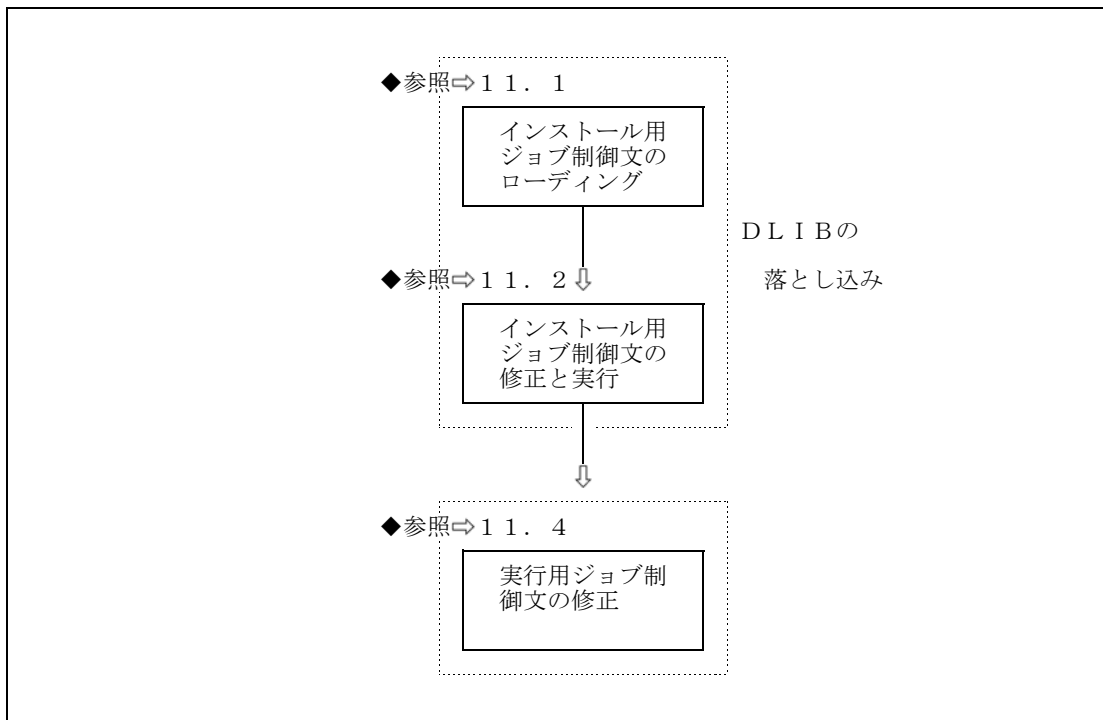 ◆参照⇨１１．１
インストール用
ジョブ制御文の
ローディング
ＤＬＩＢの
落とし込み
◆参照⇨１１．２⇩
インストール用
ジョブ制御文の
修正と実行
⇩
◆参照⇨１１．４
実行用ジョブ制
御文の修正